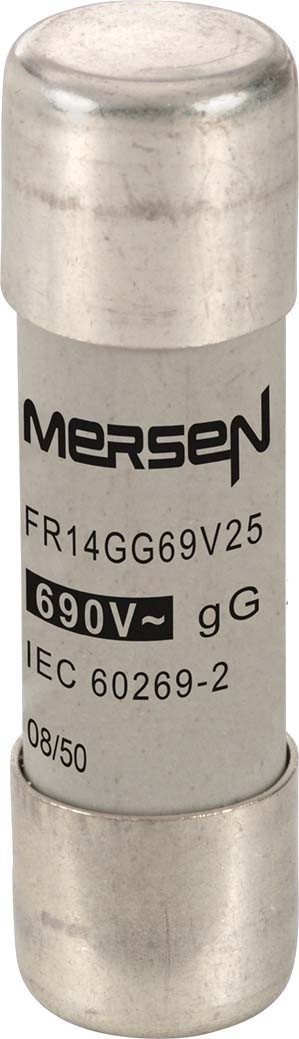 MERSEN
FR14GG69V25
690V~ gG
IEC 60269-2
08/50